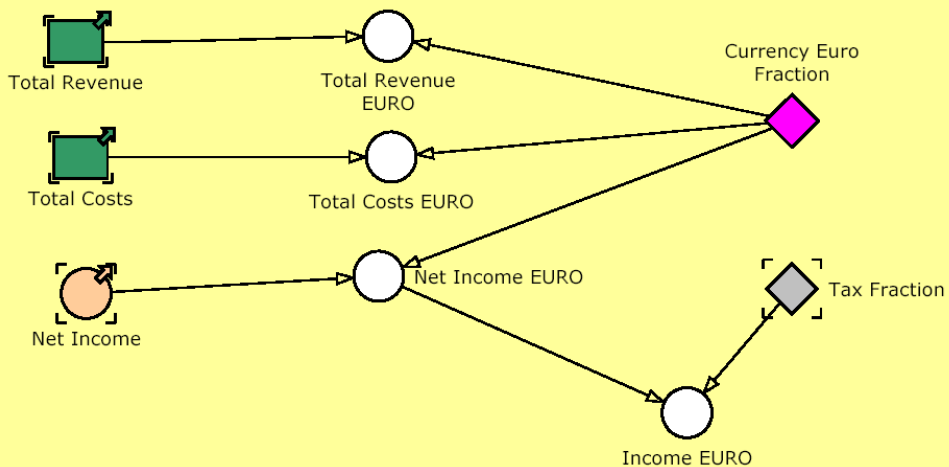 Currency Euro
Fraction
Total Revenue
Total Revenue
EURO
Total Costs
Total Costs EURO
Net Income EURO
Tax Fraction
Net Income
Income EURO